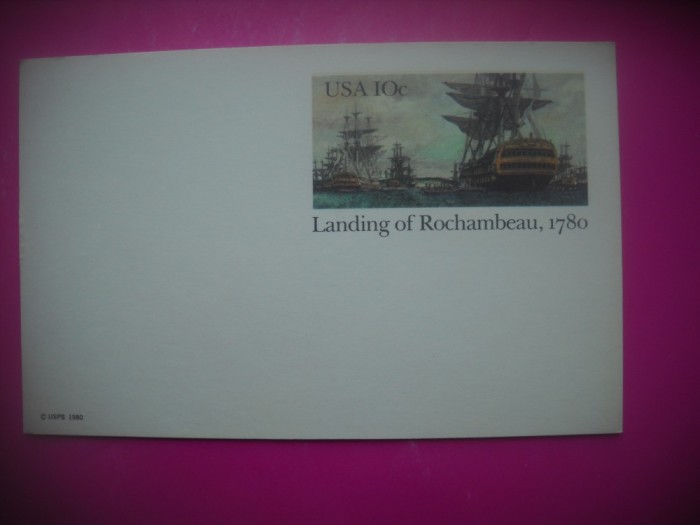 USA 10c
Landing of Rochambeau, 1780
© USPS 1980